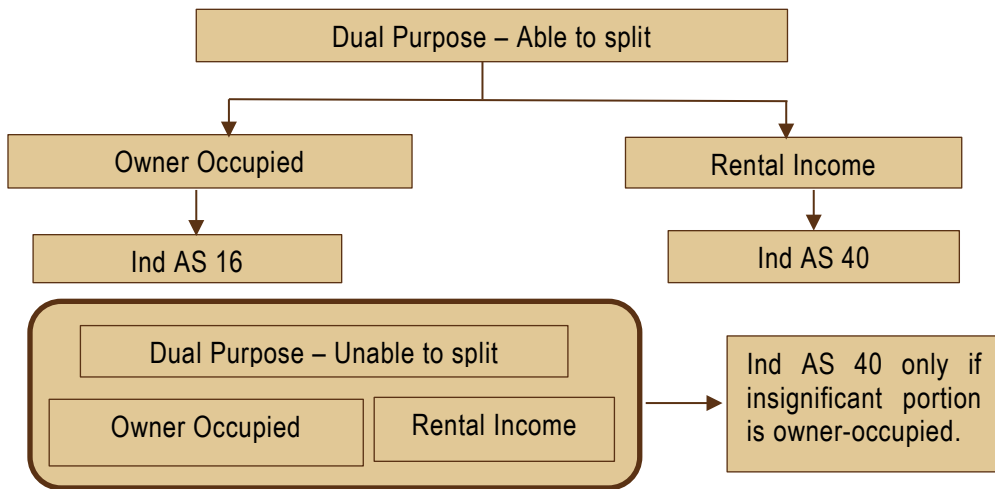 Dual Purpose – Able to split
Owner Occupied
Rental Income
Ind AS 16
Ind AS 40
Dual Purpose – Unable to split
Owner Occupied
Rental Income
Ind AS 40 only if
insignificant portion
is owner-occupied.